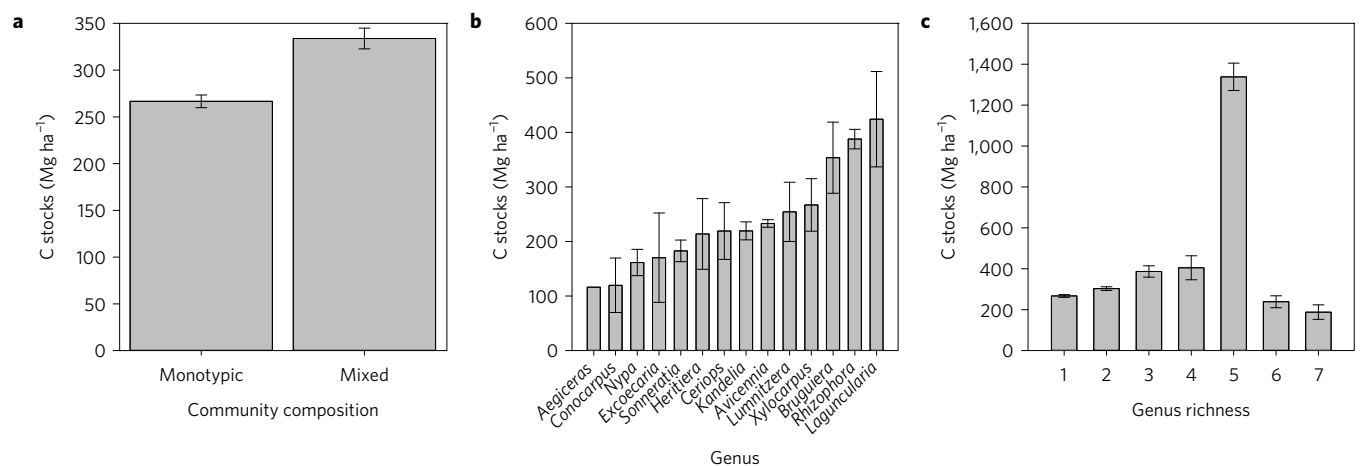 a
C stocks (Mg ha⁻¹)
350
300
250
200
150
100
50
0
Monotypic
Mixed
Community composition
b
C stocks (Mg ha⁻¹)
600
500
400
300
200
100
0
Aegiceras
Conocarpus
Nypa
Excoecaria
Sonneratia
Heritiera
Ceriops
Kandelia
Avicennia
Lumnitzera
Xylocarpus
Bruguiera
Rhizophora
Laguncularia
Genus
c
C stocks (Mg ha⁻¹)
1,600
1,400
1,200
1,000
800
600
400
200
0
1 2 3 4 5 6 7
Genus richness